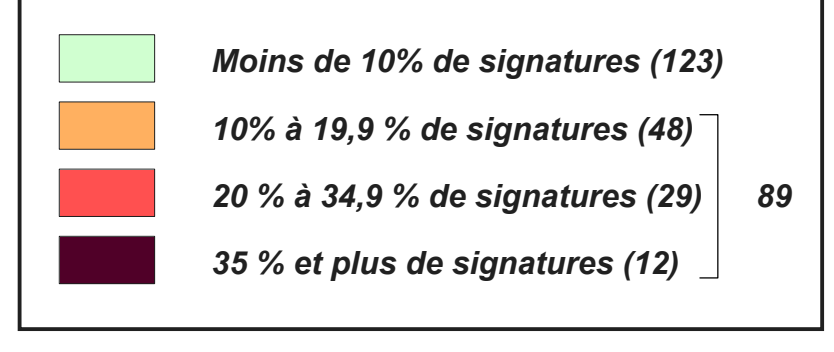 Moins de 10% de signatures (123)
10% à 19,9 % de signatures (48)
20 % à 34,9 % de signatures (29)
89
35 % et plus de signatures (12)